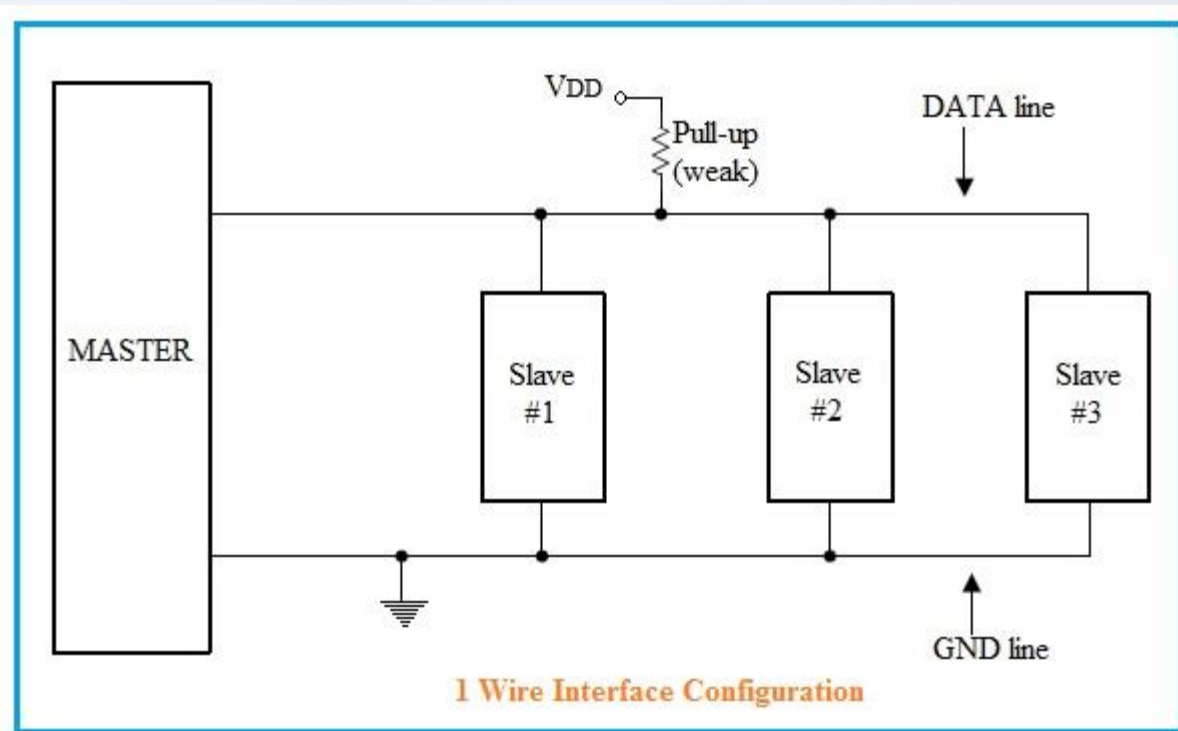 VDD
Pull-up
(weak)
DATA line
MASTER
Slave
#1
Slave
#2
Slave
#3
GND line
1 Wire Interface Configuration